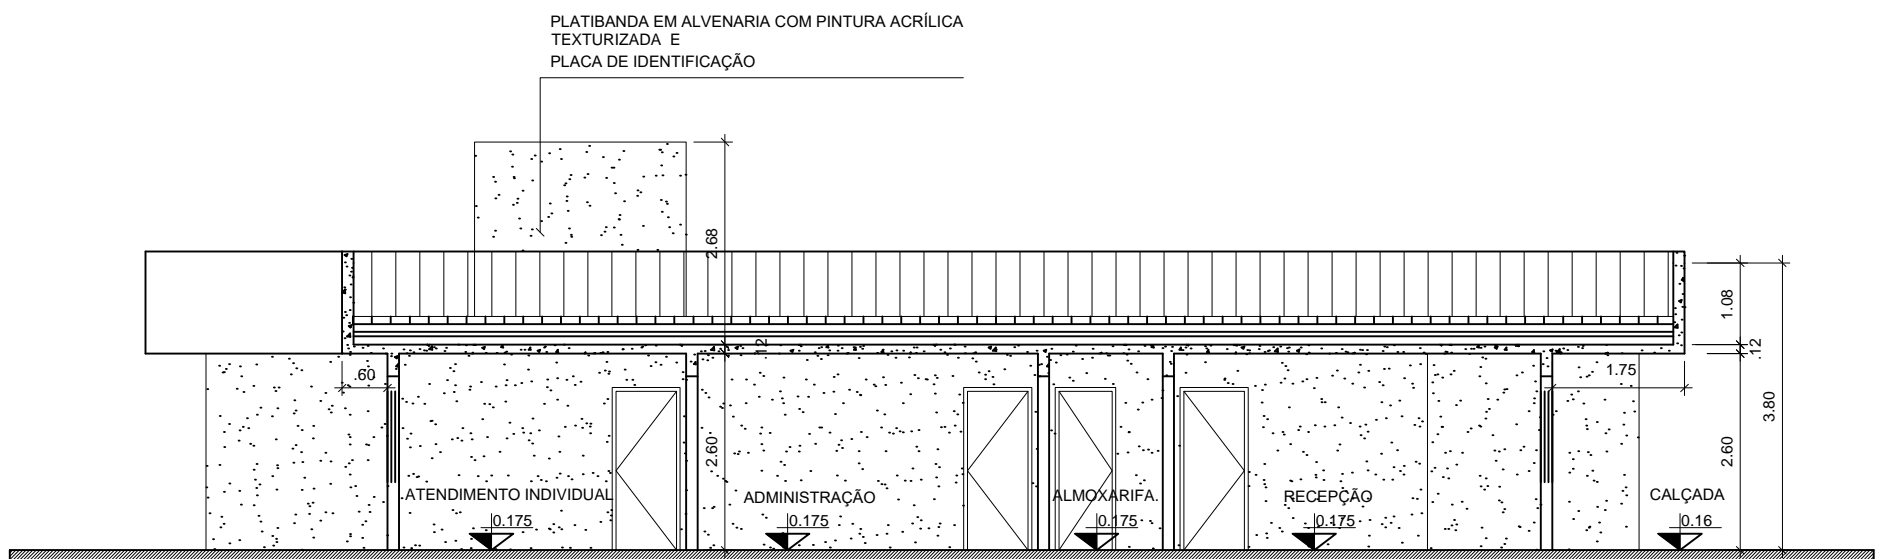 PLATIBANDA EM ALVENARIA COM PINTURA ACRÍLICA
TEXTURIZADA E
PLACA DE IDENTIFICAÇÃO
2.68
1.08
.12
.12
.60
1.75
3.80
2.60
2.60
ATENDIMENTO INDIVIDUAL
0.175
ADMINISTRAÇÃO
0.175
ALMOXARIFA.
0.175
RECEPÇÃO
0.175
CALÇADA
0.16